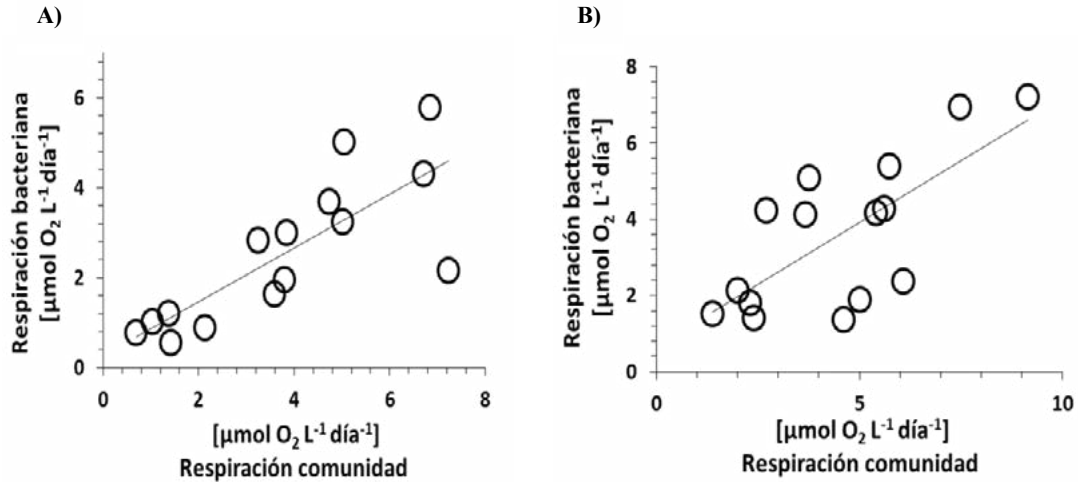 A)
Respiración bacteriana
[µmol O₂ L⁻¹ día⁻¹]
6
4
2
0
0 2 4 6 8
[µmol O₂ L⁻¹ día⁻¹]
Respiración comunidad
B)
Respiración bacteriana
[µmol O₂ L⁻¹ día⁻¹]
8
6
4
2
0
0 5 10
[µmol O₂ L⁻¹ día⁻¹]
Respiración comunidad